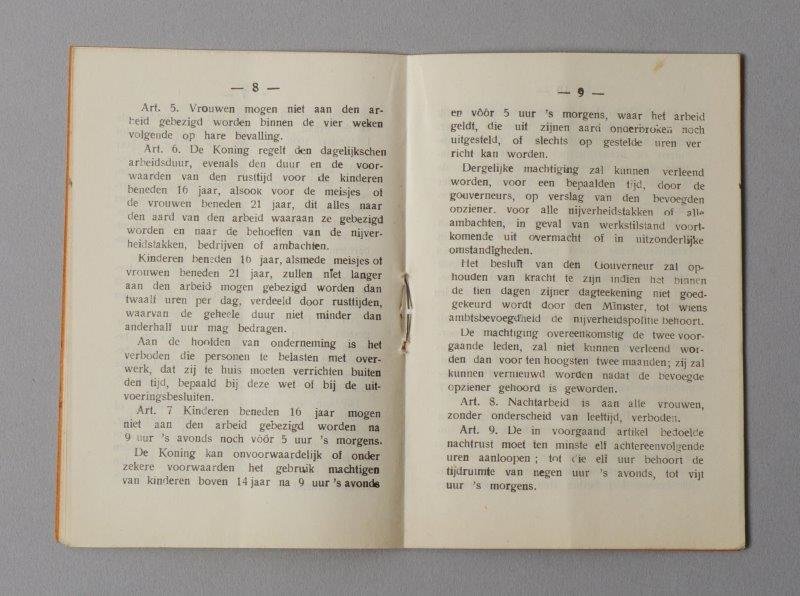 — 8 —
Art. 5. Vrouwen mogen niet aan den ar-
beid gebezigd worden binnen de vier weken
volgende op hare bevalling.
Art. 6. De Koning regelt den dagelijkschen
arbeidsduur, evenals den duur en de voor-
waarden van den rusttijd voor de kinderen
beneden 16 jaar, alsook voor de meisjes of
de vrouwen beneden 21 jaar, dit alles naar
den aard van den arbeid waaraan ze gebezigd
worden en naar de behoeften van de nijver-
heidstakken, bedrijven of ambachten.
Kinderen beneden 16 jaar, alsmede meisjes of
vrouwen beneden 21 jaar, zullen niet langer
aan den arbeid mogen gebezigd worden dan
twaalf uren per dag, verdeeld door rusttijden,
waarvan de geheele duur niet minder dan
anderhalf uur mag bedragen.
Aan de hoofden van onderneming is het
verboden die personen te belasten met over-
werk, dat zij te huis moeten verrichten buiten
den tijd, bepaald bij deze wet of bij de uit-
voeringsbesluiten.
Art. 7 Kinderen beneden 16 jaar mogen
niet aan den arbeid gebezigd worden na
9 uur 's avonds noch vôôr 5 uur 's morgens.
De Koning kan onvoorwaardelijk of onder
zekere voorwaarden het gebruik machtigen
van kinderen boven 14 jaar na 9 uur 's avonds
— 9 —
en vôôr 5 uur 's morgens, waar het arbeid
geldt, die uit zijnen aard onderbroken noch
uitgesteld, of slechts op gestelde uren ver
richt kan worden.
Dergelijke machtiging zal kunnen verleend
worden, voor een bepaalden tijd, door de
gouverneurs, op verslag van den bevoegden
opziener. voor alle nijverheidstakken of alle
ambachten, in geval van werkstilstand voort-
komende uit overmacht of in uitzonderlijke
omstandigheden.
Het besluit van den Gouverneur zal op-
houden van kracht te zijn indien het binnen
de tien dagen zijner dagteekening niet goed-
gekeurd wordt door den Minister, tot wiens
ambtsbevoegdheid de nijverheidspolitie behoort.
De machtiging overeenkomstig de twee voor-
gaande leden, zal niet kunnen verleend wor-
den dan voor ten hoogsten twee maanden; zij zal
kunnen vernieuwd worden nadat de bevoegde
opziener gehoord is geworden.
Art. 8. Nachtarbeid is aan alle vrouwen,
zonder onderscheid van leeftijd, verboden.
Art. 9. De in voorgaand artikel bedoelde
nachtrust moet ten minste elf achtereenvolgende
uren aanloopen ; tot die elf uur behoort de
tijdruimte van negen uur 's avonds, tot vijf
uur 's morgens.